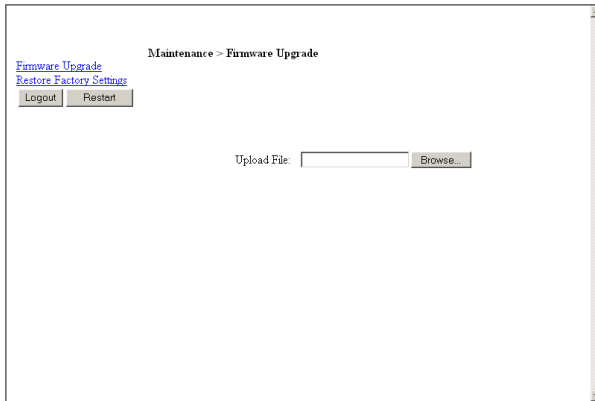 Maintenance > Firmware Upgrade
Firmware Upgrade
Restore Factory Settings
Logout Restart
Upload File: Browse...